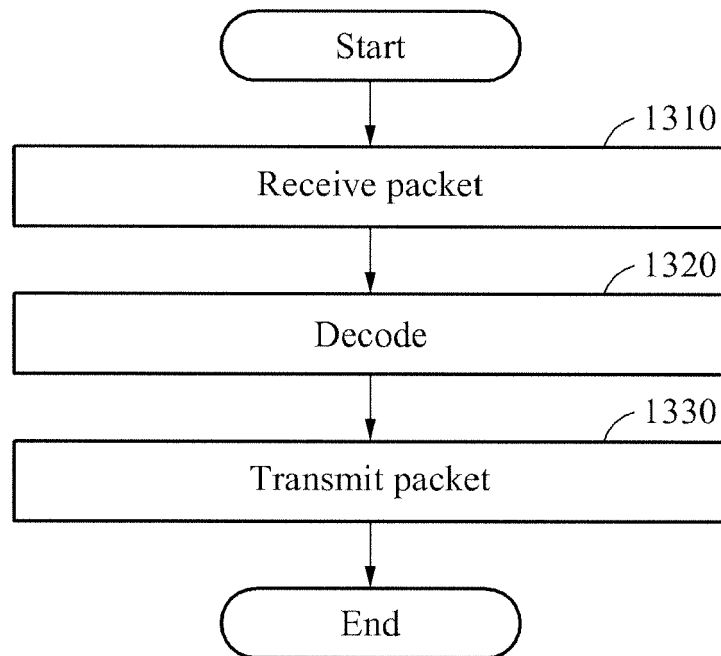 Start
1310
Receive packet
1320
Decode
1330
Transmit packet
End